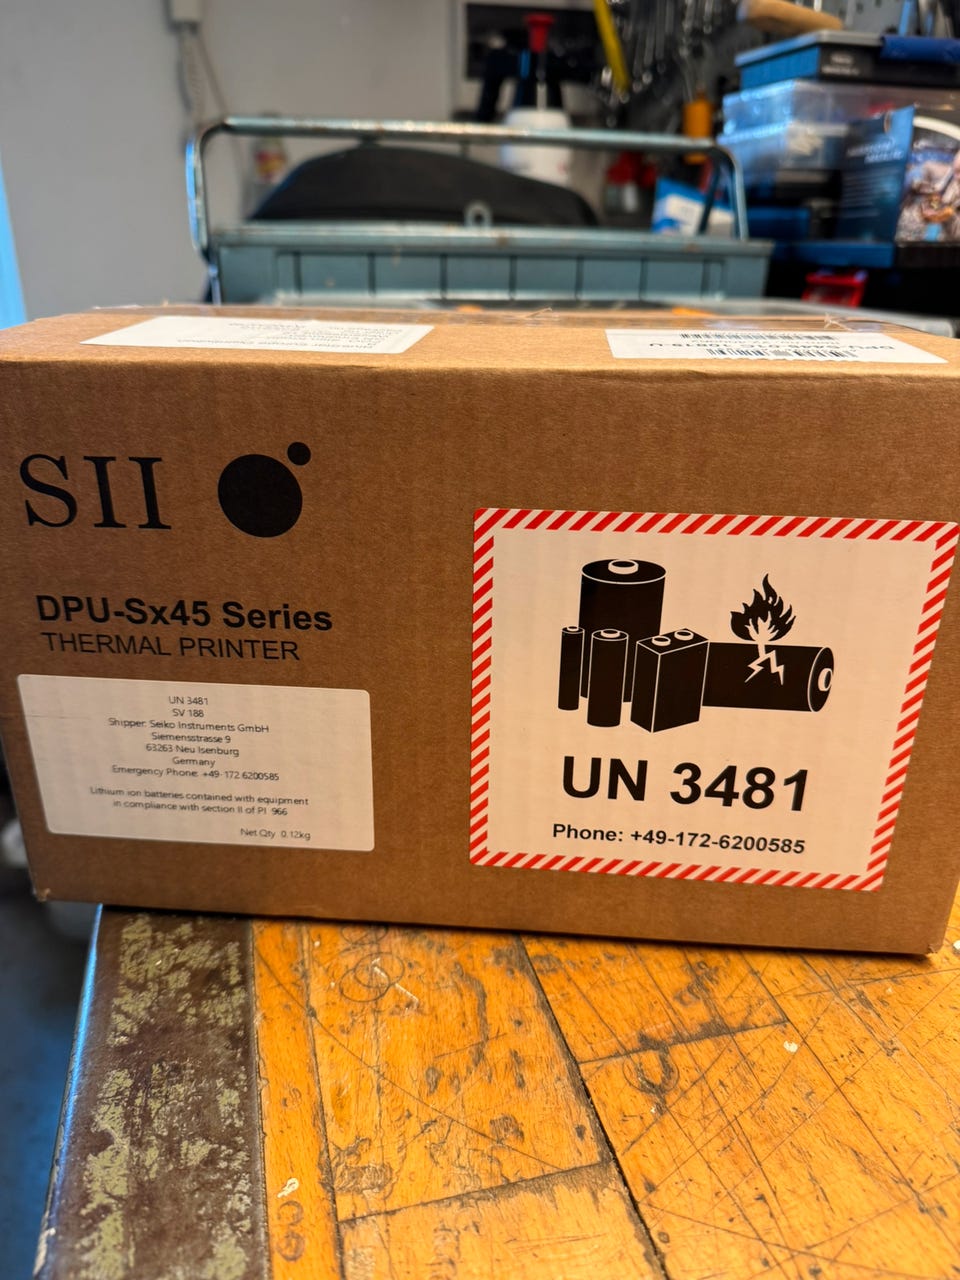 SII
DPU-Sx45 Series
THERMAL PRINTER
UN 3481
SV 188
Shipper: Seiko Instruments GmbH
Siemensstrasse 9
63263 Neu Isenburg
Germany
Emergency Phone: +49-172 6200585
Lithium ion batteries contained with equipment
in compliance with section II of PI 966
Net Qty 0.12kg
UN 3481
Phone: +49-172-6200585